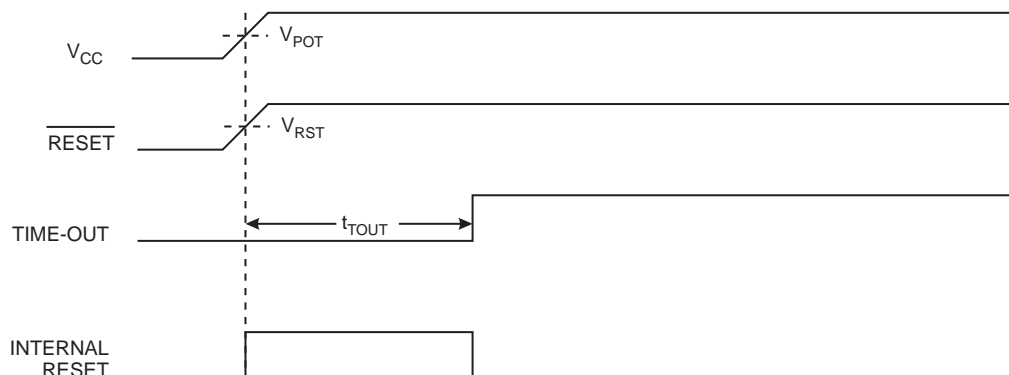 V_CC
V_POT
RESET
V_RST
TIME-OUT
t_TOUT
INTERNAL
RESET